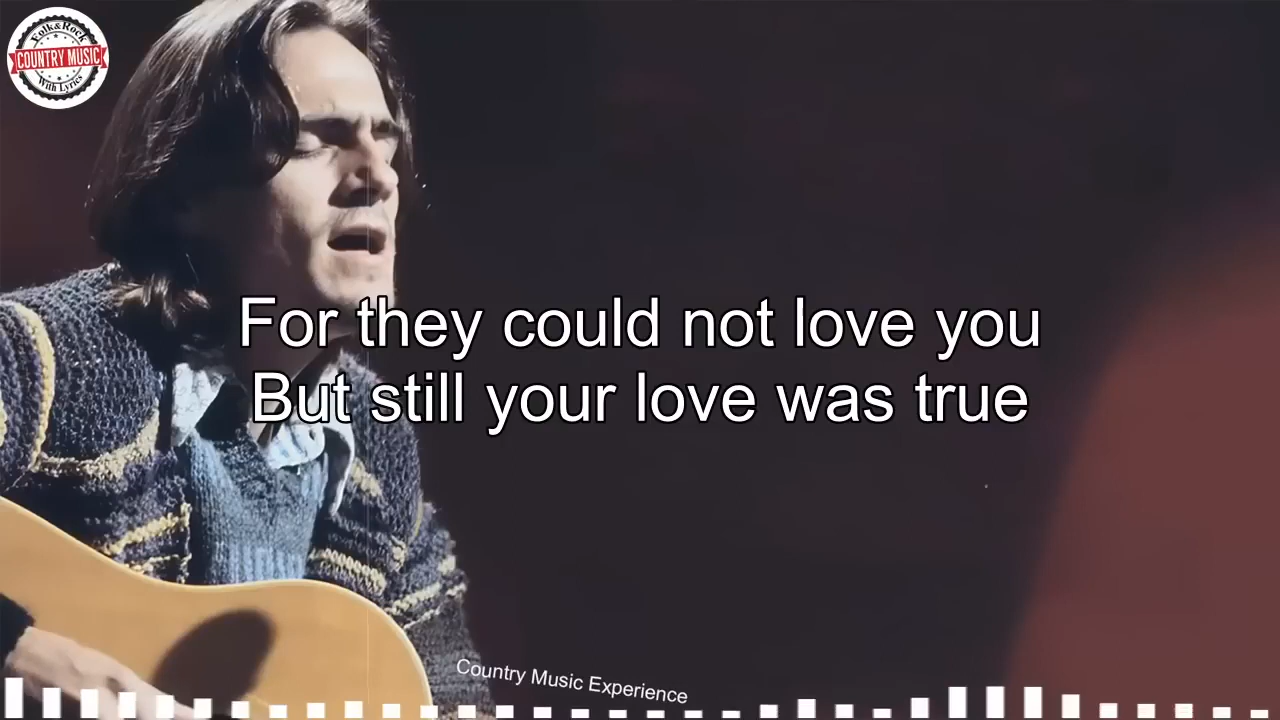 Folk&Rock
COUNTRY MUSIC
With Lyrics
For they could not love you
But still your love was true
Country Music Experience